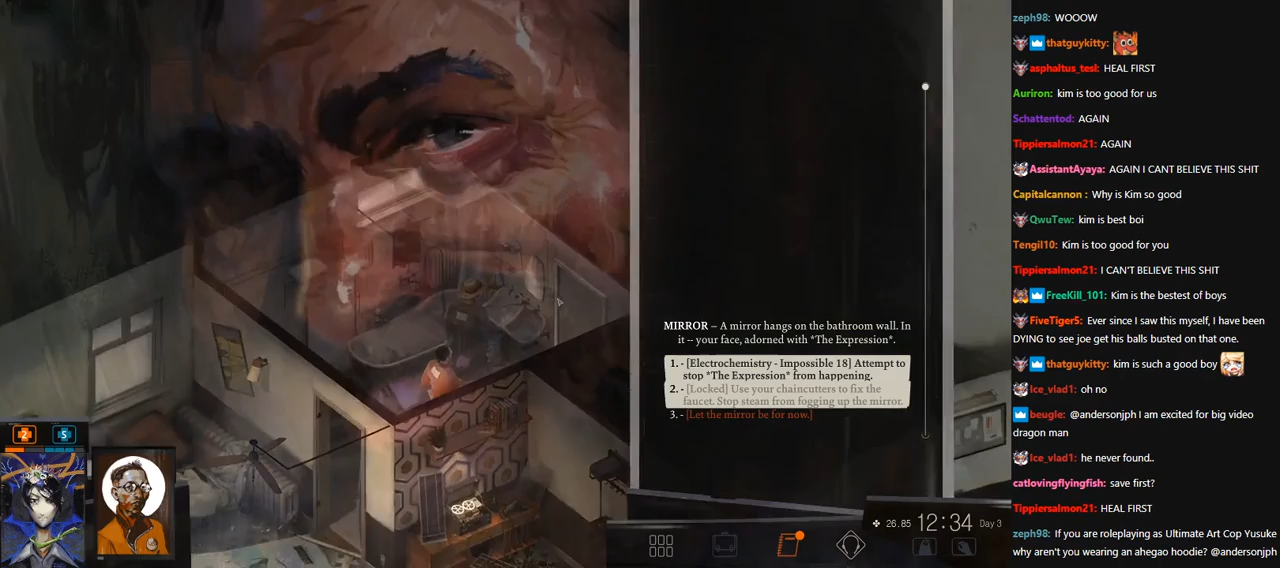 MIRROR – A mirror hangs on the bathroom wall. In
it -- your face, adorned with *The Expression*.
1. - [Electrochemistry - Impossible 18] Attempt to
stop *The Expression* from happening.
2. - [Locked] Use your chaincutters to fix the
faucet. Stop steam from fogging up the mirror.
3. - [Let the mirror be for now.]
2
5
26.85 12:34 Day 3
zeph98: WOOOW
thatguykitty:
asphaltus_tesl: HEAL FIRST
Auriron: kim is too good for us
Schattentod: AGAIN
Tippiersalmon21: AGAIN
AssistantAyaya: AGAIN I CANT BELIEVE THIS SHIT
Capitalcannon : Why is Kim so good
QwuTew: kim is best boi
Tengil10: Kim is too good for you
Tippiersalmon21: I CAN'T BELIEVE THIS SHIT
FreeKill_101: Kim is the bestest of boys
FiveTiger5: Ever since I saw this myself, I have been
DYING to see joe get his balls busted on that one.
thatguykitty: kim is such a good boy
Ice_vlad1: oh no
beugle: @andersonjph I am excited for big video
dragon man
Ice_vlad1: he never found..
catlovingflyingfish: save first?
Tippiersalmon21: HEAL FIRST
zeph98: If you are roleplaying as Ultimate Art Cop Yusuke
why aren't you wearing an ahegao hoodie? @andersonjph